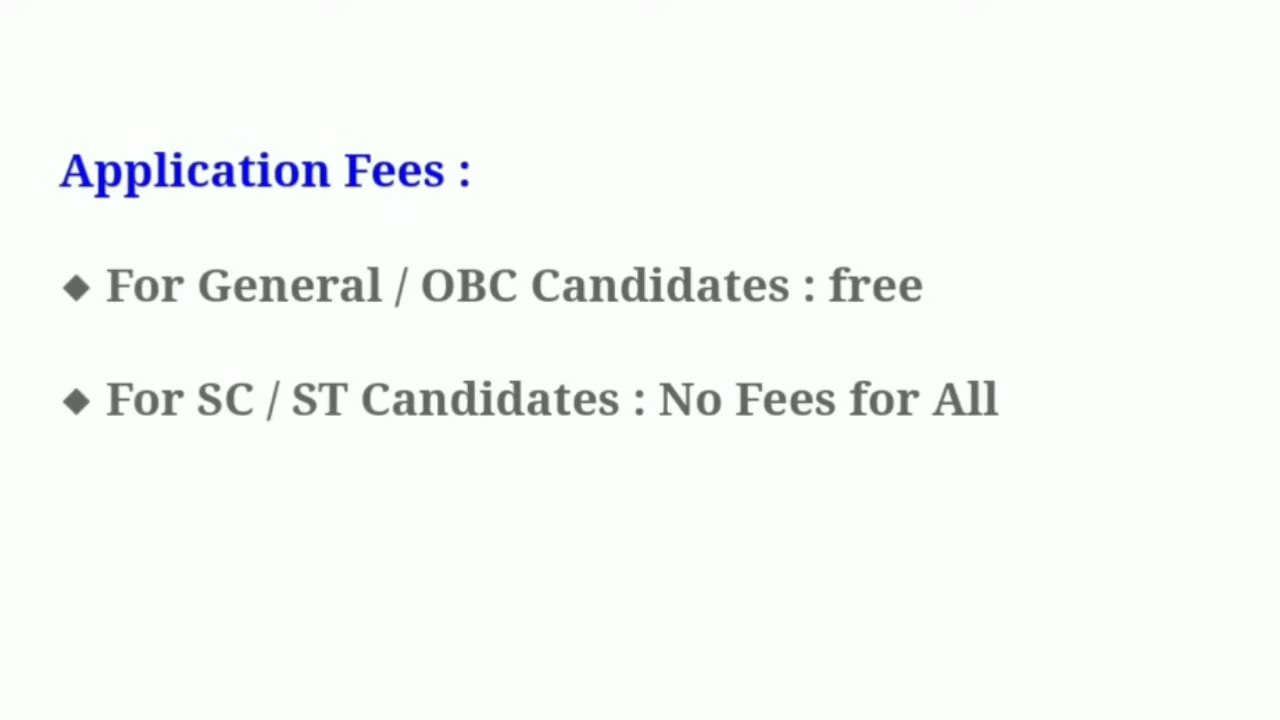 Application Fees :
◆ For General / OBC Candidates : free
◆ For SC / ST Candidates : No Fees for All